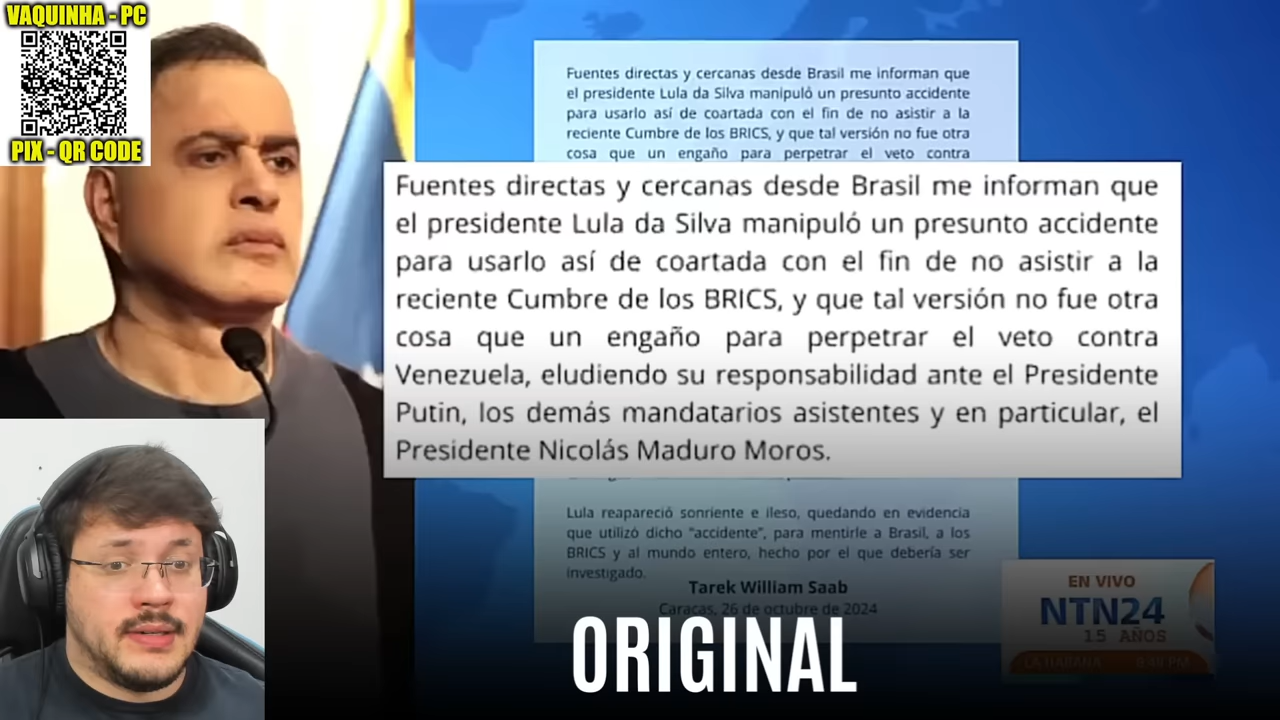 VAQUINHA - PC
PIX - QR CODE
Fuentes directas y cercanas desde Brasil me informan que
el presidente Lula da Silva manipuló un presunto accidente
para usarlo así de coartada con el fin de no asistir a la
reciente Cumbre de los BRICS, y que tal versión no fue otra
cosa que un engaño para perpetrar el veto contra
Fuentes directas y cercanas desde Brasil me informan que
el presidente Lula da Silva manipuló un presunto accidente
para usarlo así de coartada con el fin de no asistir a la
reciente Cumbre de los BRICS, y que tal versión no fue otra
cosa que un engaño para perpetrar el veto contra
Venezuela, eludiendo su responsabilidad ante el Presidente
Putin, los demás mandatarios asistentes y en particular, el
Presidente Nicolás Maduro Moros.
Lula reapareció sonriente e ileso, quedando en evidencia
que utilizó dicho "accidente", para mentirle a Brasil, a los
BRICS y al mundo entero, hecho por el que debería ser
investigado.
Tarek William Saab
Caracas, 26 de octubre de 2024
EN VIVO
NTN24
15 AÑOS
LA HABANA
ORIGINAL